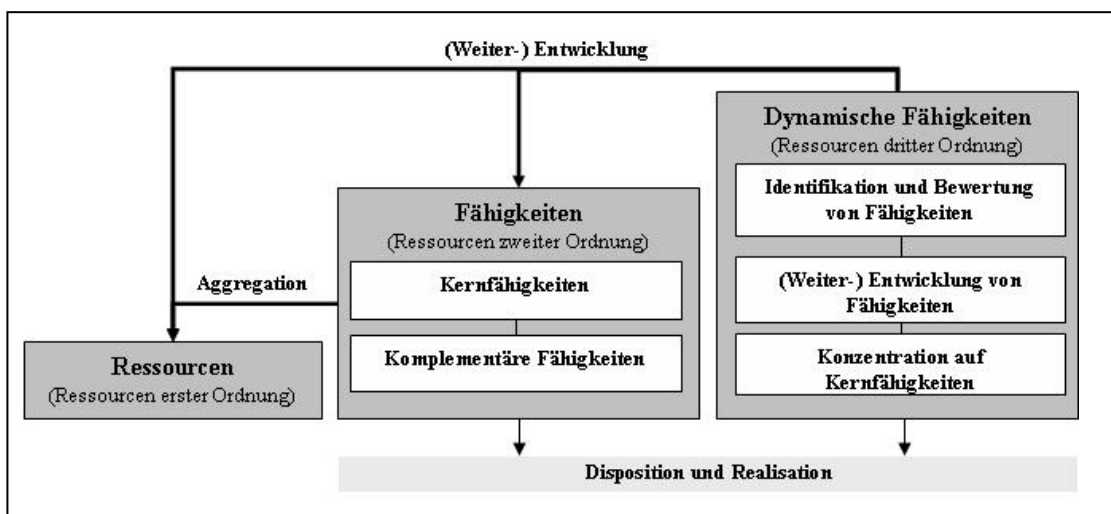 (Weiter-) Entwicklung
Dynamische Fähigkeiten
(Ressourcen dritter Ordnung)
Identifikation und Bewertung
von Fähigkeiten
(Weiter-) Entwicklung von
Fähigkeiten
Konzentration auf
Kernfähigkeiten
Fähigkeiten
(Ressourcen zweiter Ordnung)
Kernfähigkeiten
Komplementäre Fähigkeiten
Aggregation
Ressourcen
(Ressourcen erster Ordnung)
Disposition und Realisation